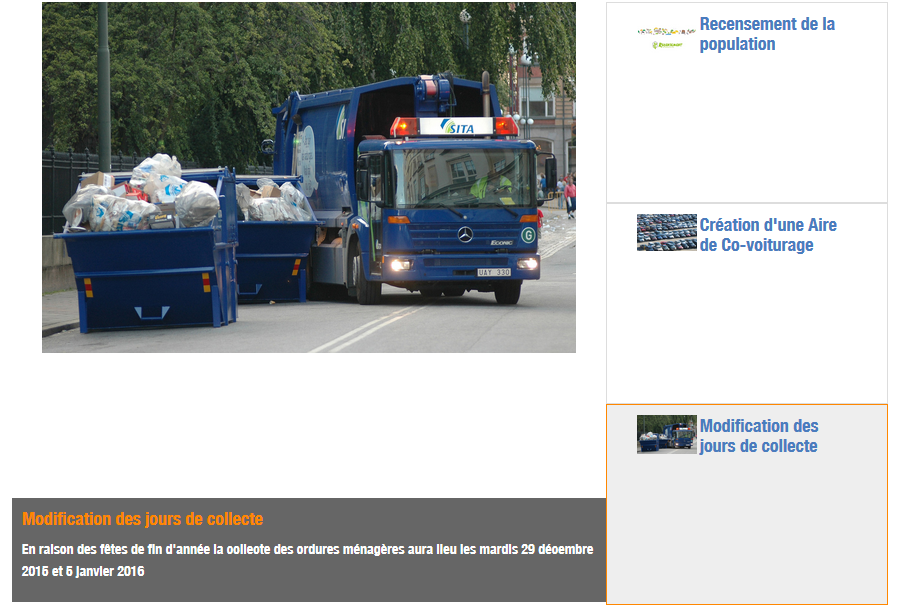 SITA
ECONIC
G
UAY 330
Modification des jours de collecte
En raison des fêtes de fin d'année la collecte des ordures ménagères aura lieu les mardis 29 décembre
2015 et 5 janvier 2016
Recensement de la
population
Création d'une Aire
de Co-voiturage
Modification des
jours de collecte